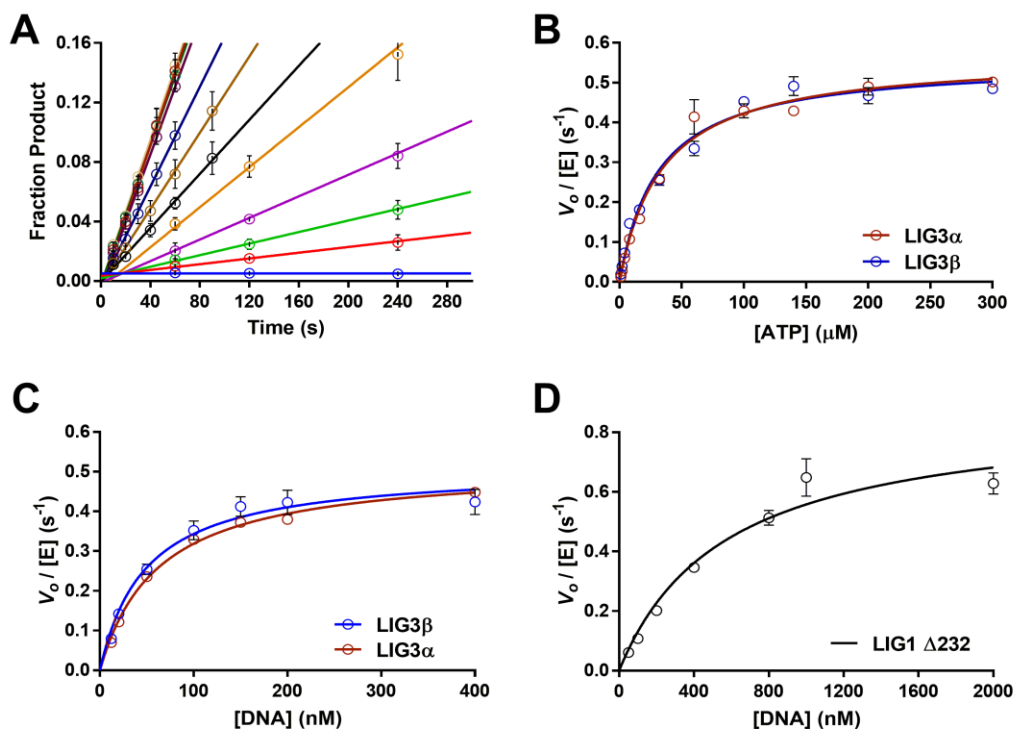 A
Fraction Product
0.16
0.12
0.08
0.04
0.00
0 40 80 120 160 200 240 280
Time (s)
B
Vo / [E] (s-1)
0.6
0.5
0.4
0.3
0.2
0.1
0.0
LIG3α
LIG3β
0 50 100 150 200 250 300
[ATP] (μM)
C
Vo / [E] (s-1)
0.6
0.5
0.4
0.3
0.2
0.1
0.0
LIG3β
LIG3α
0 100 200 300 400
[DNA] (nM)
D
Vo / [E] (s-1)
0.8
0.6
0.4
0.2
0.0
LIG1 Δ232
0 400 800 1200 1600 2000
[DNA] (nM)